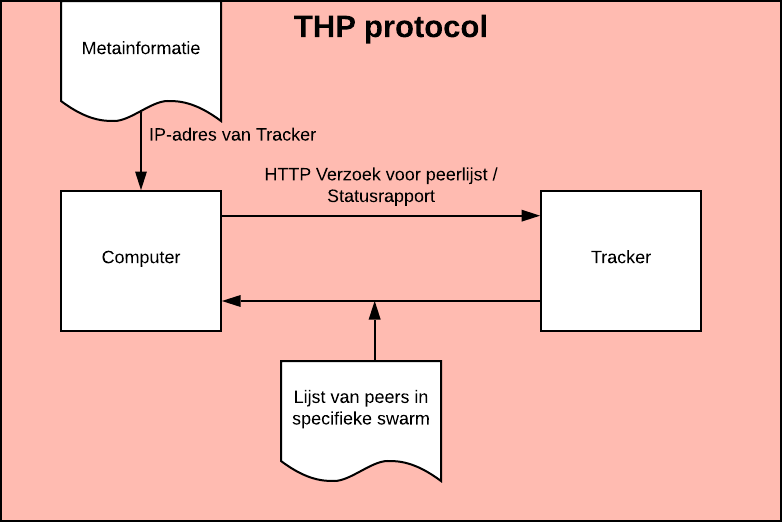 THP protocol
Metainformatie
IP-adres van Tracker
HTTP Verzoek voor peerlijst /
Statusrapport
Computer
Tracker
Lijst van peers in
specifieke swarm